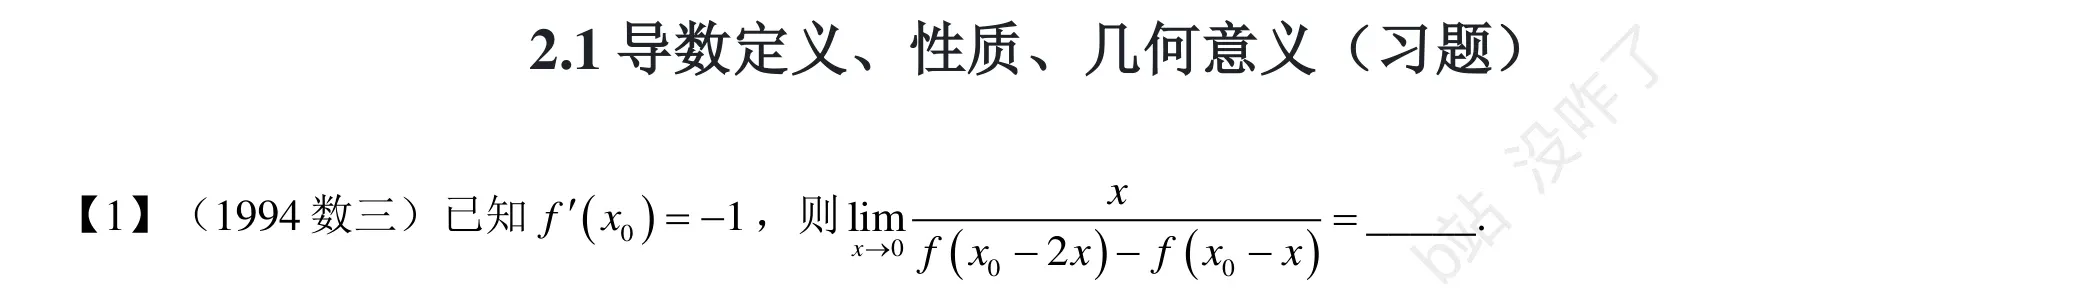 2.1 导数定义、性质、几何意义（习题）
【1】（1994 数三）已知 f′(x₀) = −1，则 lim_{x→0} x / (f(x₀ − 2x) − f(x₀ − x)) = _____.
b站 没咋了